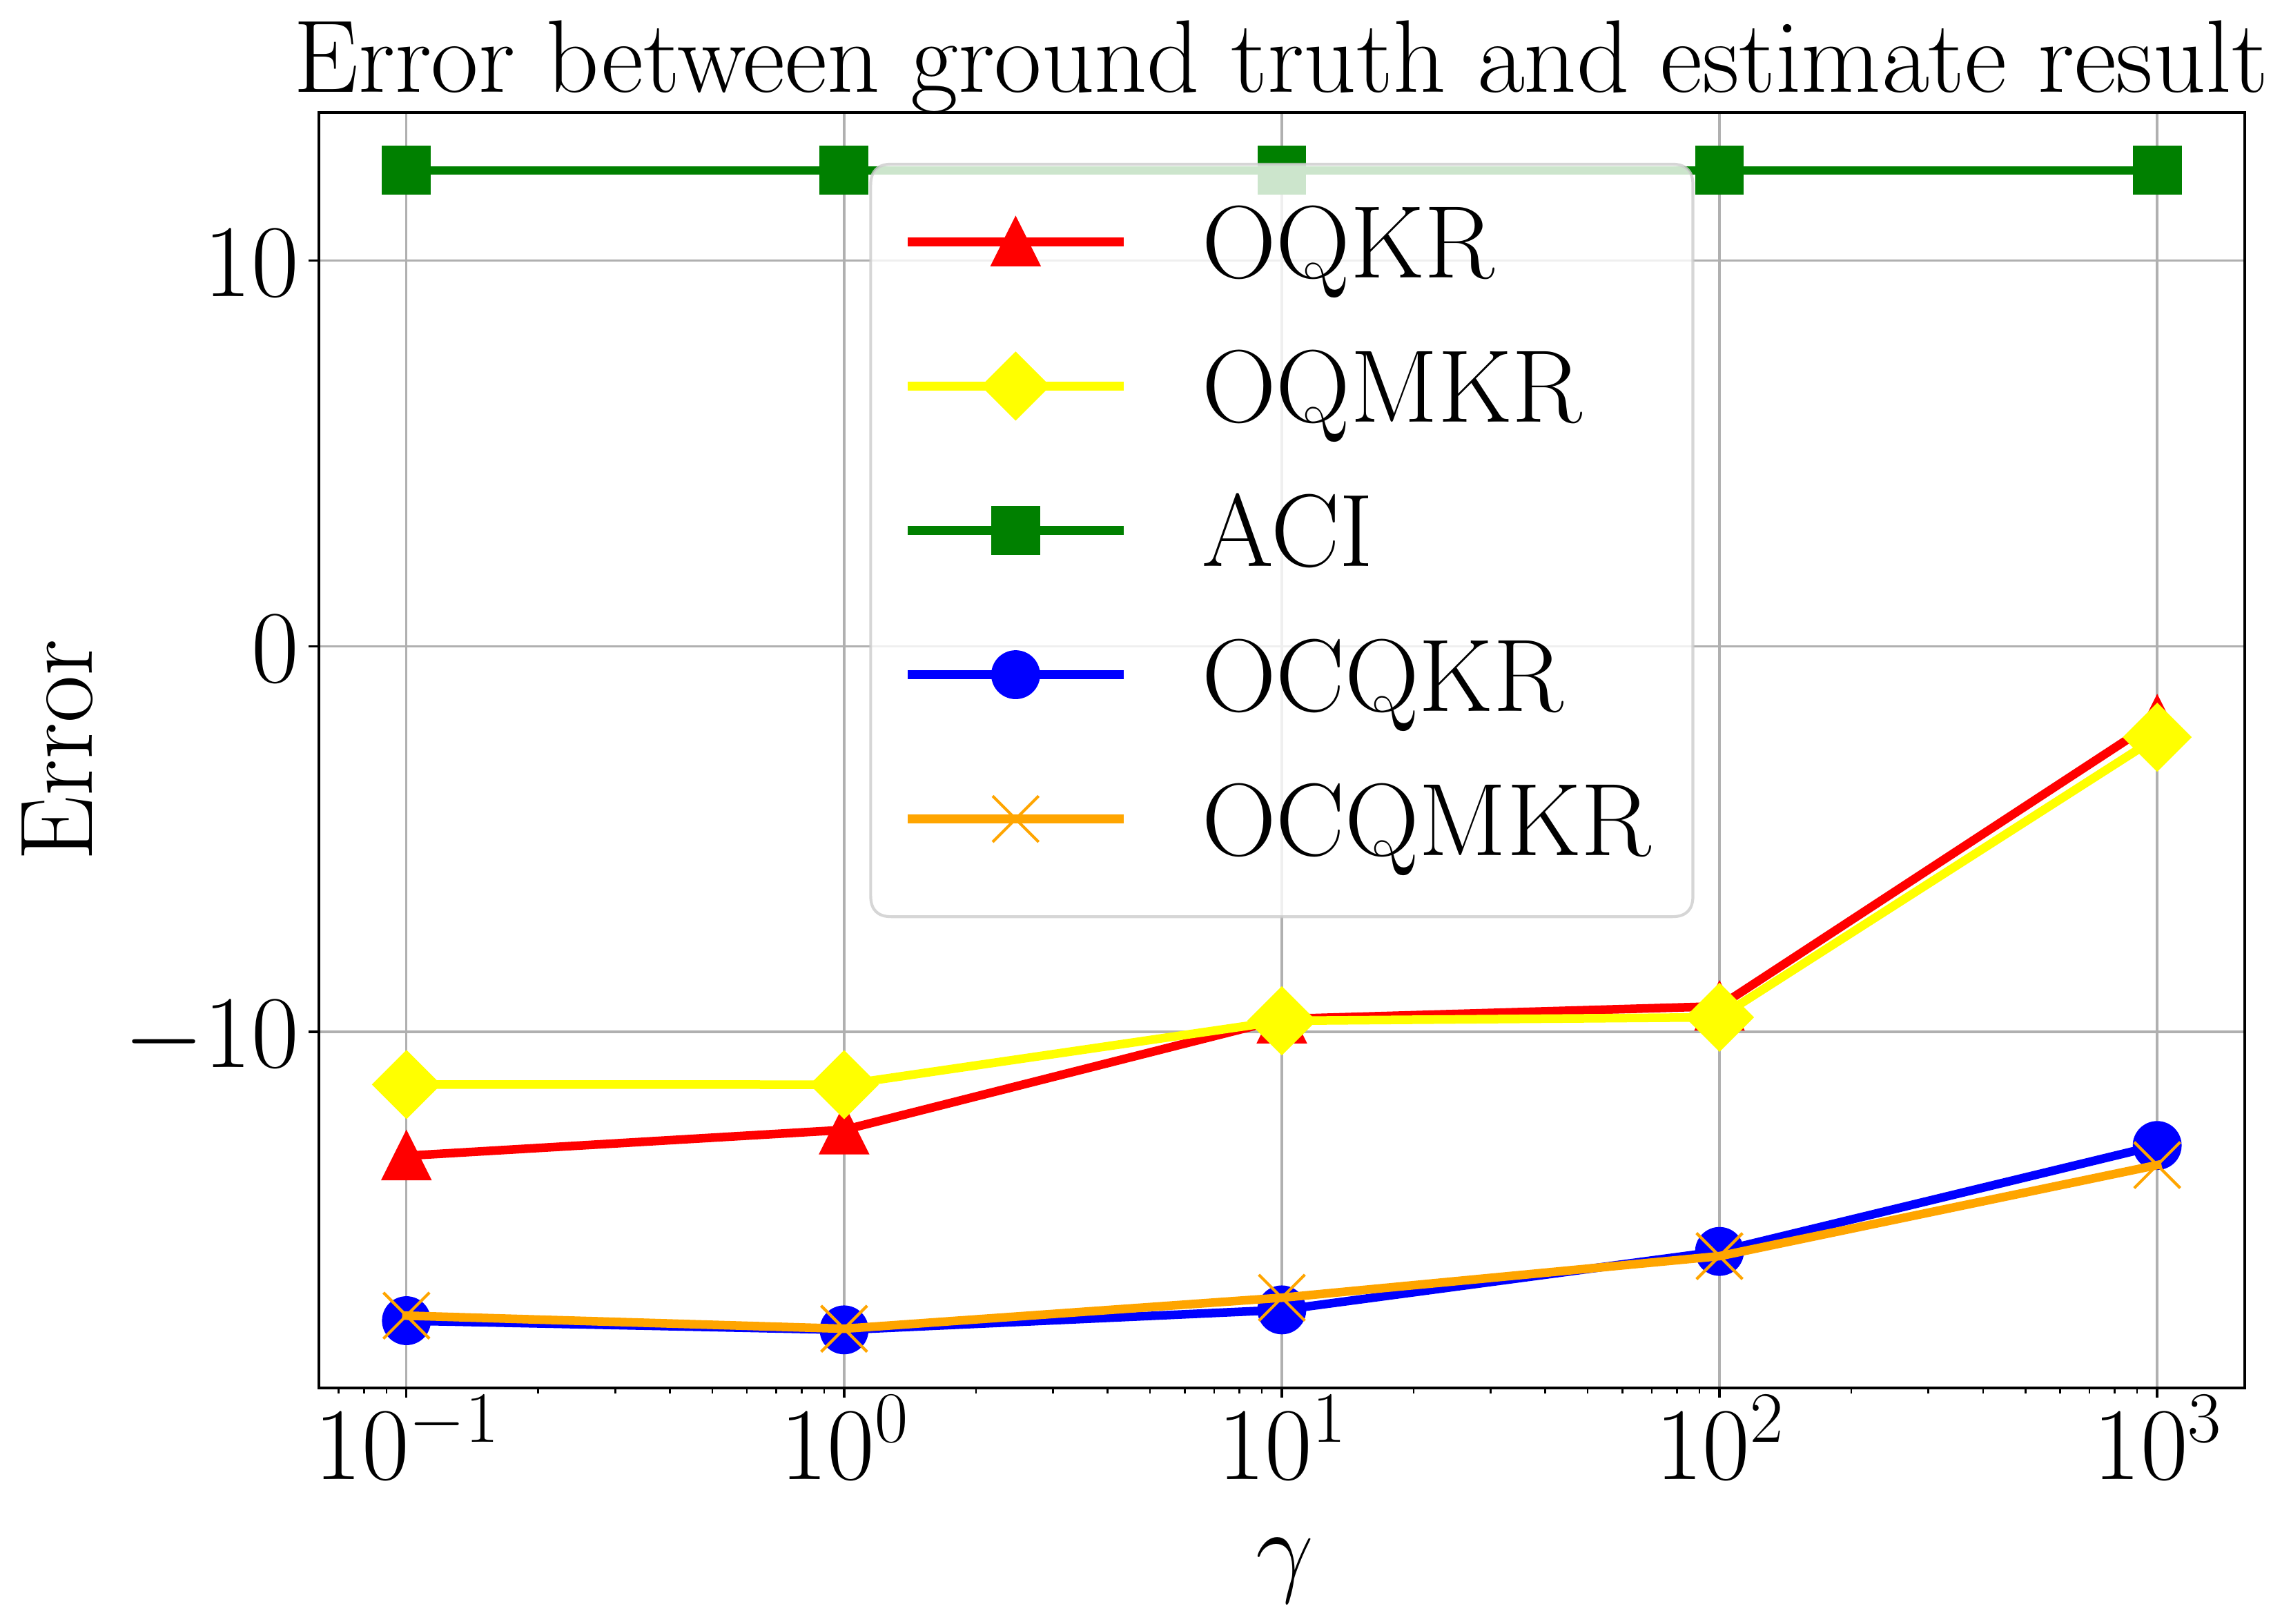 Error between ground truth and estimate result
Error
10
0
−10
OQKR
OQMKR
ACI
OCQKR
OCQMKR
10⁻¹ 10⁰ 10¹ 10² 10³
γ